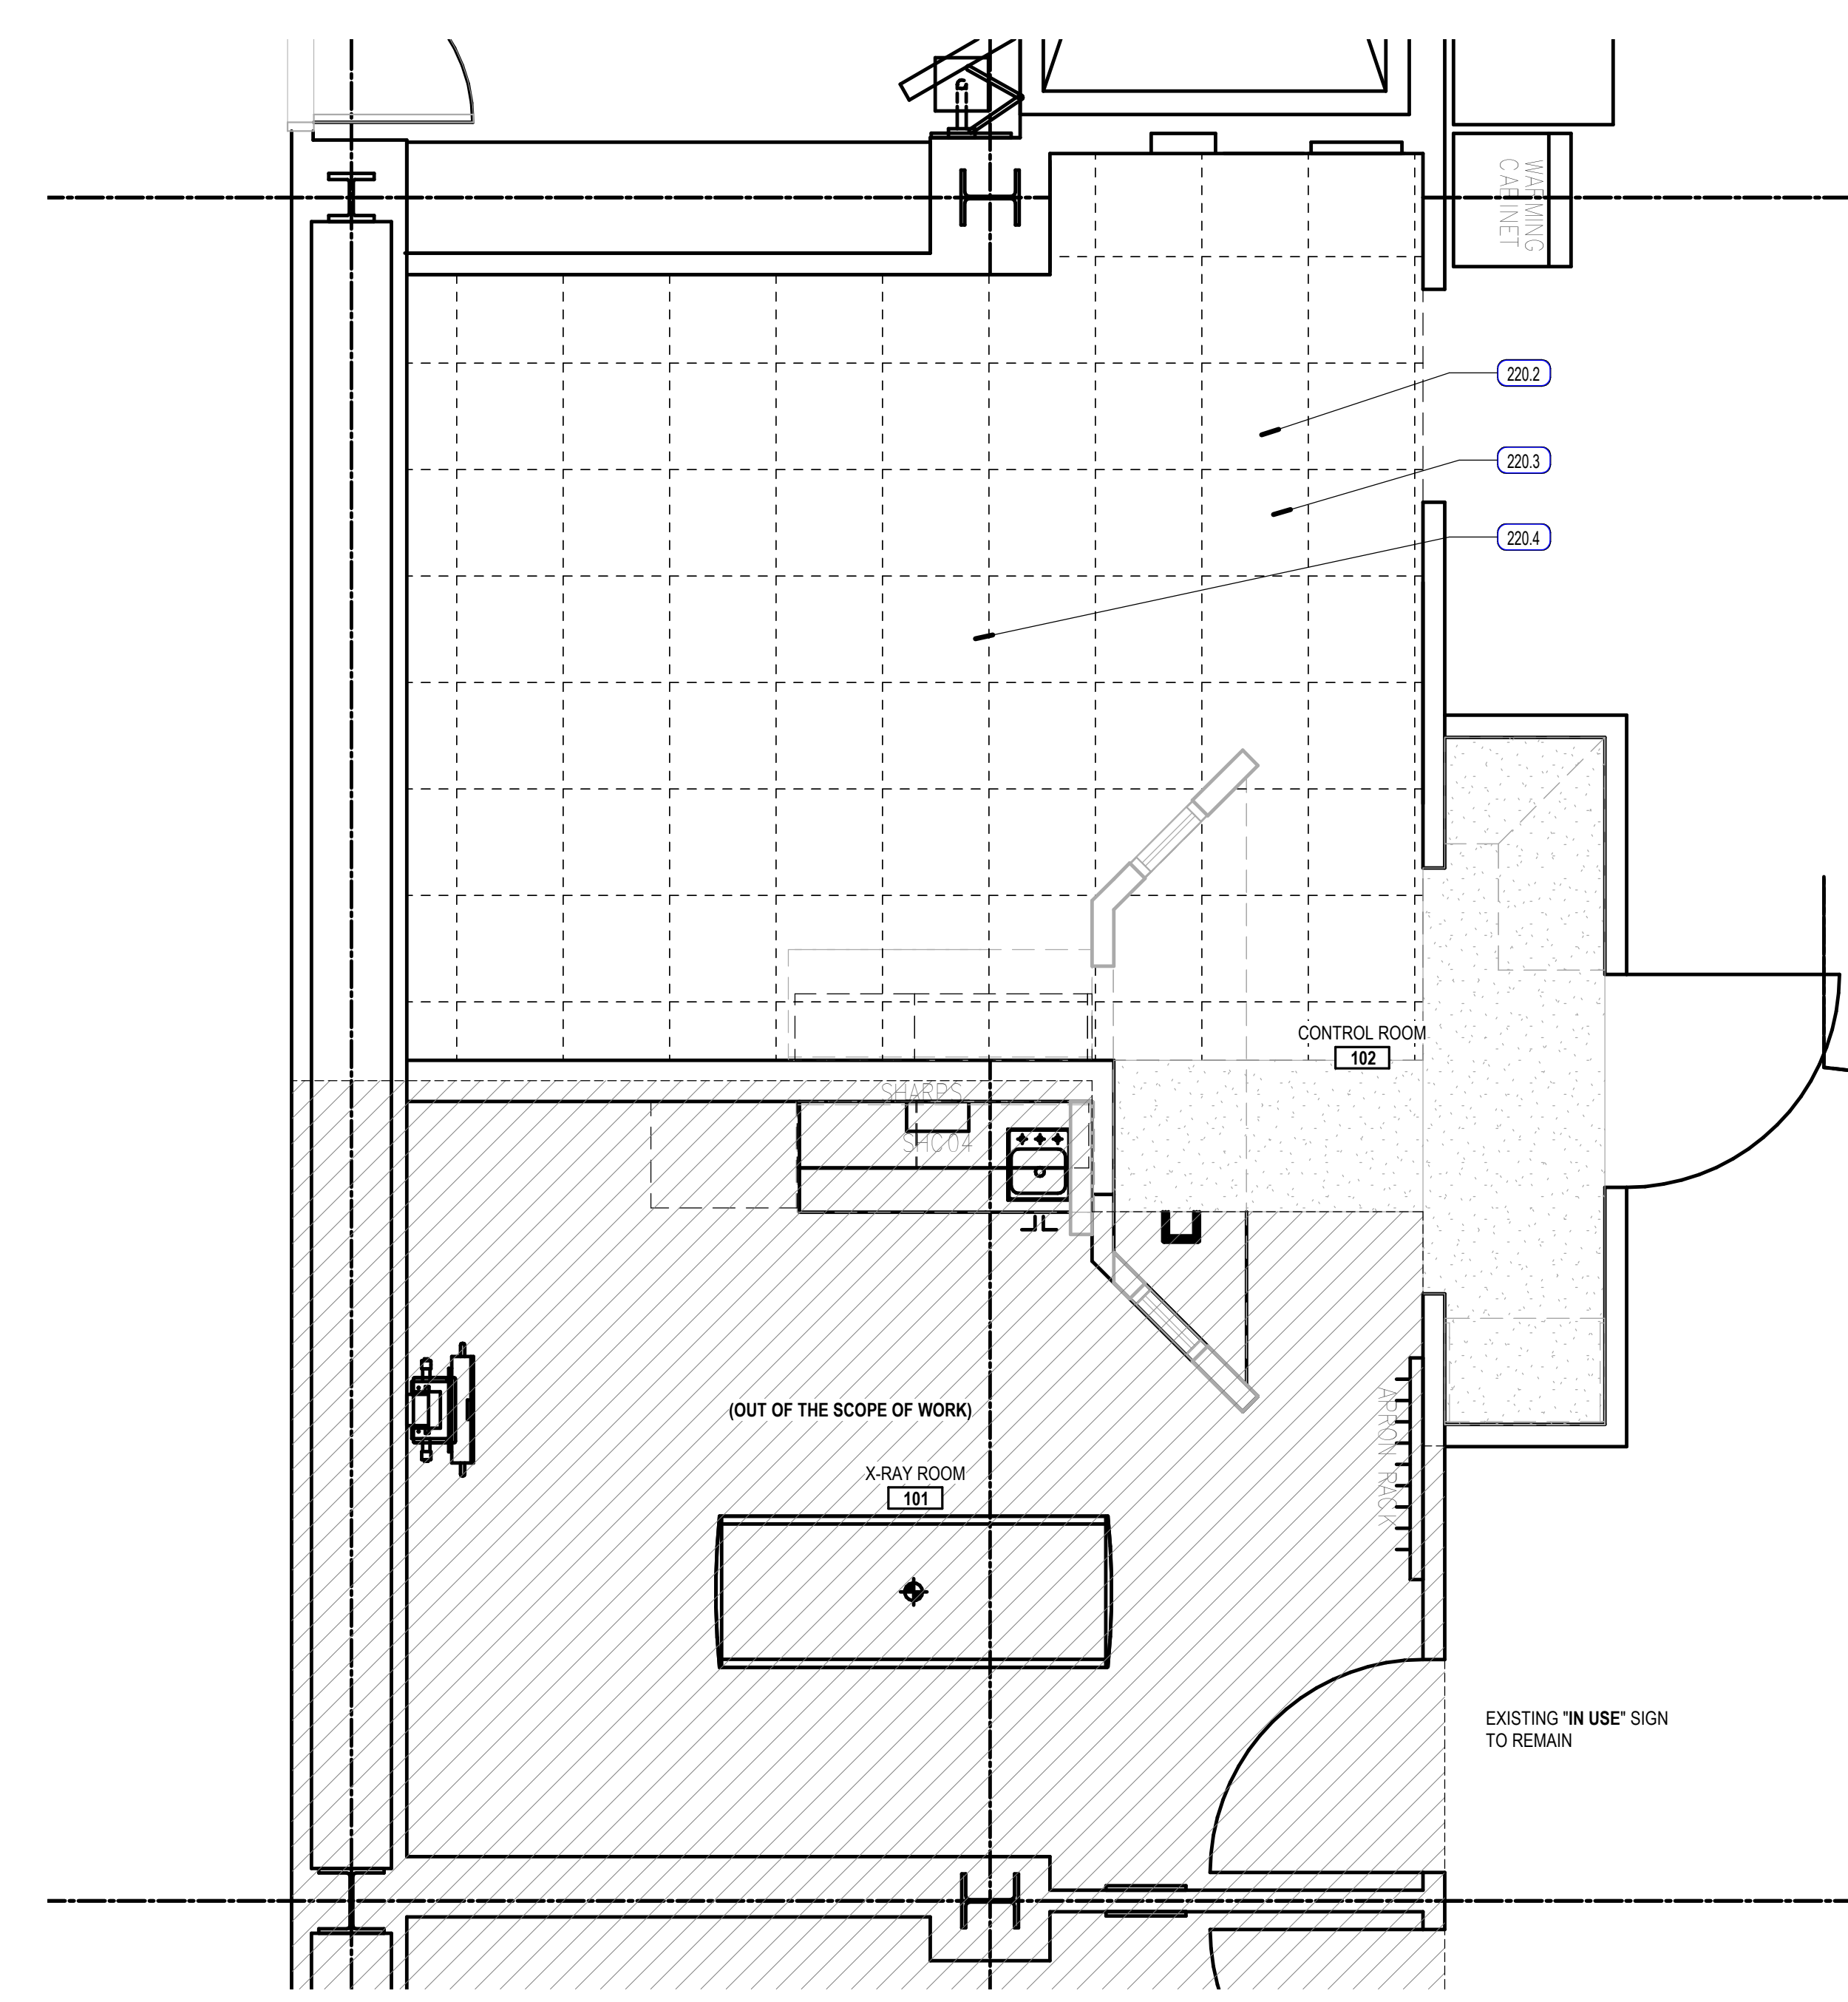 WARMING
CABINET
220.2
220.3
220.4
CONTROL ROOM
102
SHARPS
SHC04
(OUT OF THE SCOPE OF WORK)
APRON RACK
X-RAY ROOM
101
EXISTING "IN USE" SIGN
TO REMAIN